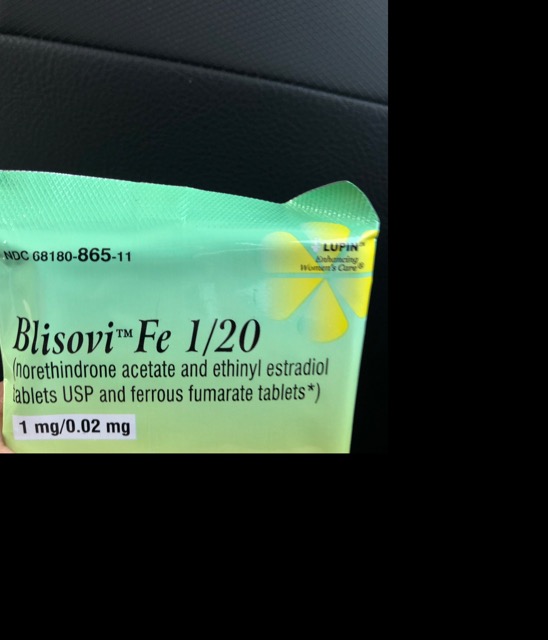 LUPIN™
Enhancing
Women's Care®
NDC 68180-865-11
Blisovi™ Fe 1/20
(norethindrone acetate and ethinyl estradiol
tablets USP and ferrous fumarate tablets*)
1 mg/0.02 mg